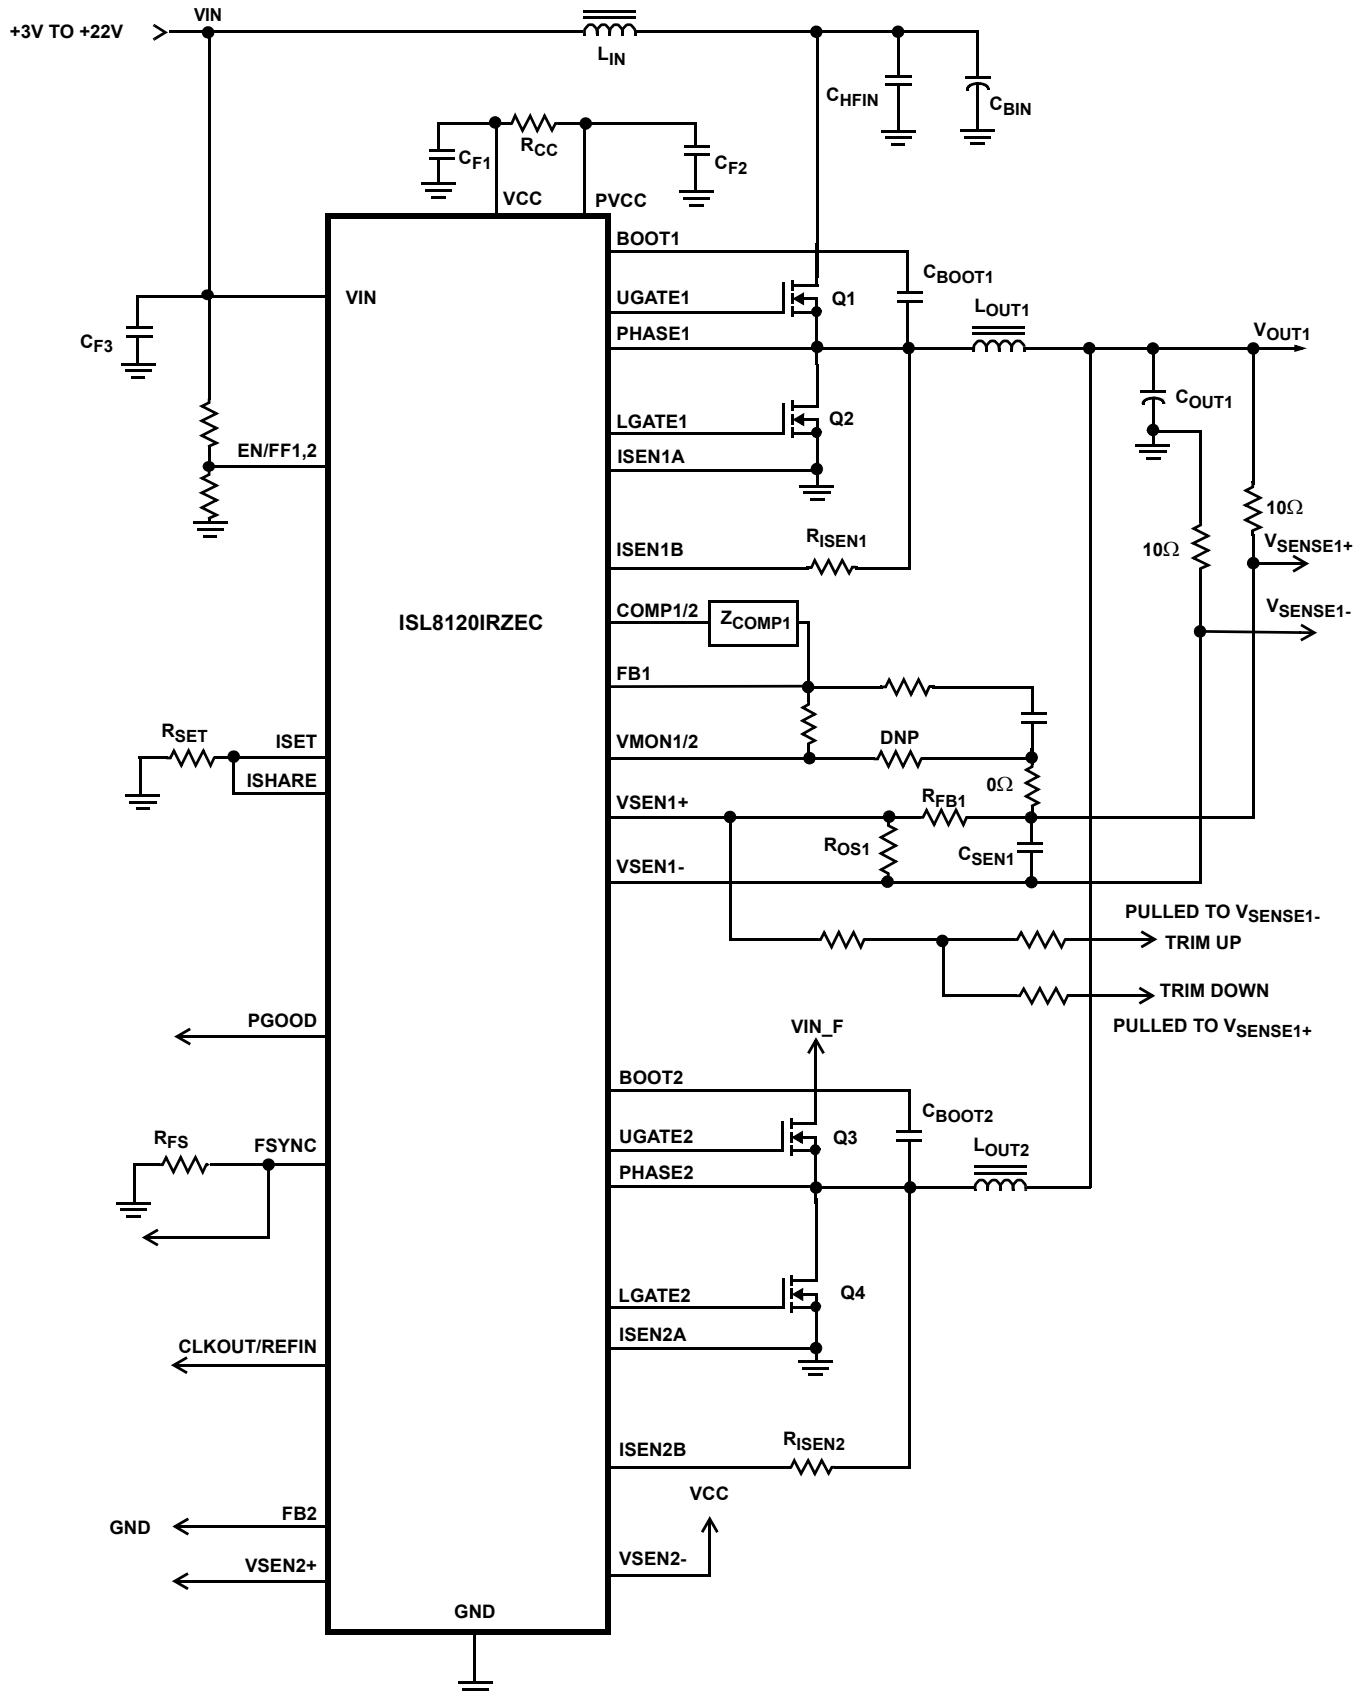 VIN
+3V TO +22V
LIN
CHFIN
CBIN
CF1
RCC
CF2
VCC
PVCC
BOOT1
CBOOT1
VIN
UGATE1
Q1
LOUT1
CF3
PHASE1
VOUT1
COUT1
LGATE1
Q2
EN/FF1,2
ISEN1A
10Ω
RISEN1
ISEN1B
10Ω
VSENSE1+
COMP1/2
ZCOMP1
VSENSE1-
ISL8120IRZEC
FB1
RSET
ISET
VMON1/2
DNP
ISHARE
0Ω
VSEN1+
RFB1
ROS1
CSEN1
VSEN1-
PULLED TO VSENSE1-
TRIM UP
TRIM DOWN
PGOOD
VIN_F
PULLED TO VSENSE1+
BOOT2
CBOOT2
RFS
FSYNC
UGATE2
Q3
LOUT2
PHASE2
LGATE2
Q4
CLKOUT/REFIN
ISEN2A
ISEN2B
RISEN2
VCC
GND
FB2
VSEN2+
VSEN2-
GND